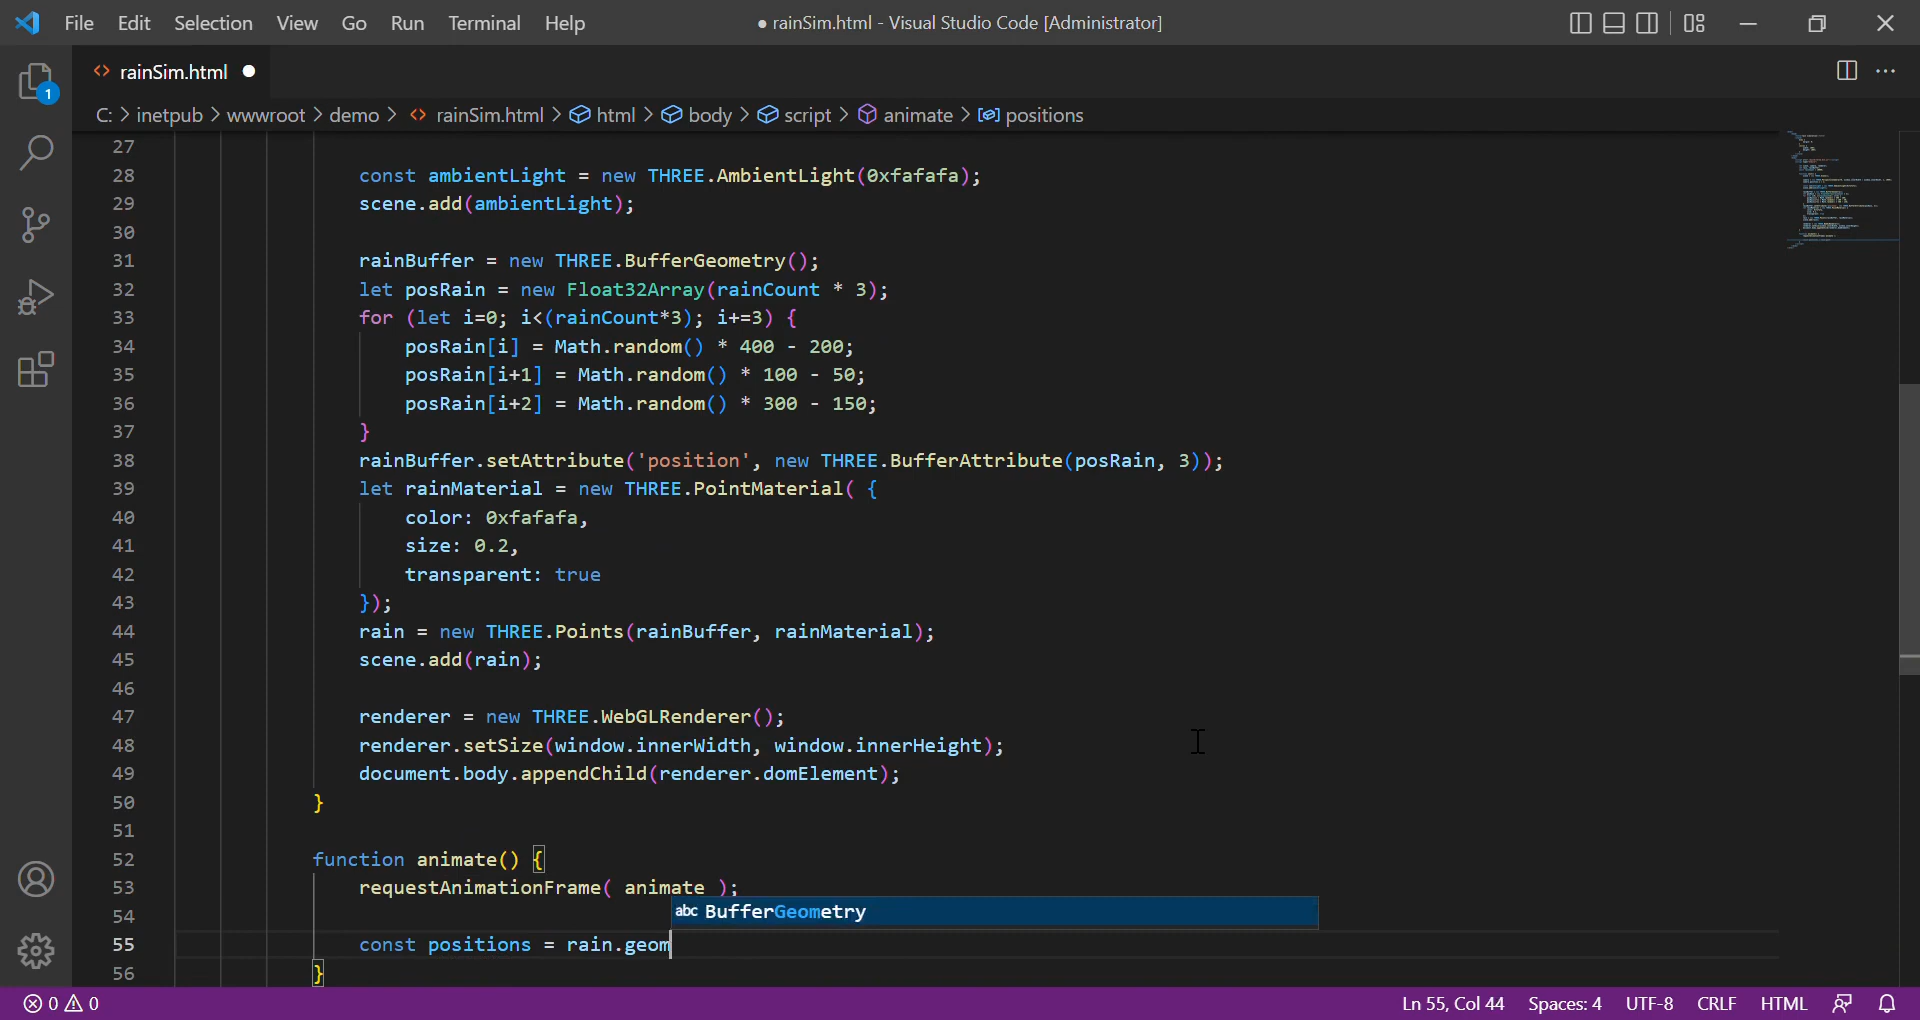 File Edit Selection View Go Run Terminal Help ● rainSim.html - Visual Studio Code [Administrator]
rainSim.html
C: > inetpub > wwwroot > demo > rainSim.html > html > body > script > animate > positions
1
27
28 const ambientLight = new THREE.AmbientLight(0xfafafa);
29 scene.add(ambientLight);
30
31 rainBuffer = new THREE.BufferGeometry();
32 let posRain = new Float32Array(rainCount * 3);
33 for (let i=0; i<(rainCount*3); i+=3) {
34 posRain[i] = Math.random() * 400 - 200;
35 posRain[i+1] = Math.random() * 100 - 50;
36 posRain[i+2] = Math.random() * 300 - 150;
37 }
38 rainBuffer.setAttribute('position', new THREE.BufferAttribute(posRain, 3));
39 let rainMaterial = new THREE.PointMaterial( {
40 color: 0xfafafa,
41 size: 0.2,
42 transparent: true
43 });
44 rain = new THREE.Points(rainBuffer, rainMaterial);
45 scene.add(rain);
46
47 renderer = new THREE.WebGLRenderer();
48 renderer.setSize(window.innerWidth, window.innerHeight);
49 document.body.appendChild(renderer.domElement);
50 }
51
52 function animate() {
53 requestAnimationFrame( animate );
54
abc BufferGeometry
55 const positions = rain.geom
56 }
0 0 Ln 55, Col 44 Spaces: 4 UTF-8 CRLF HTML